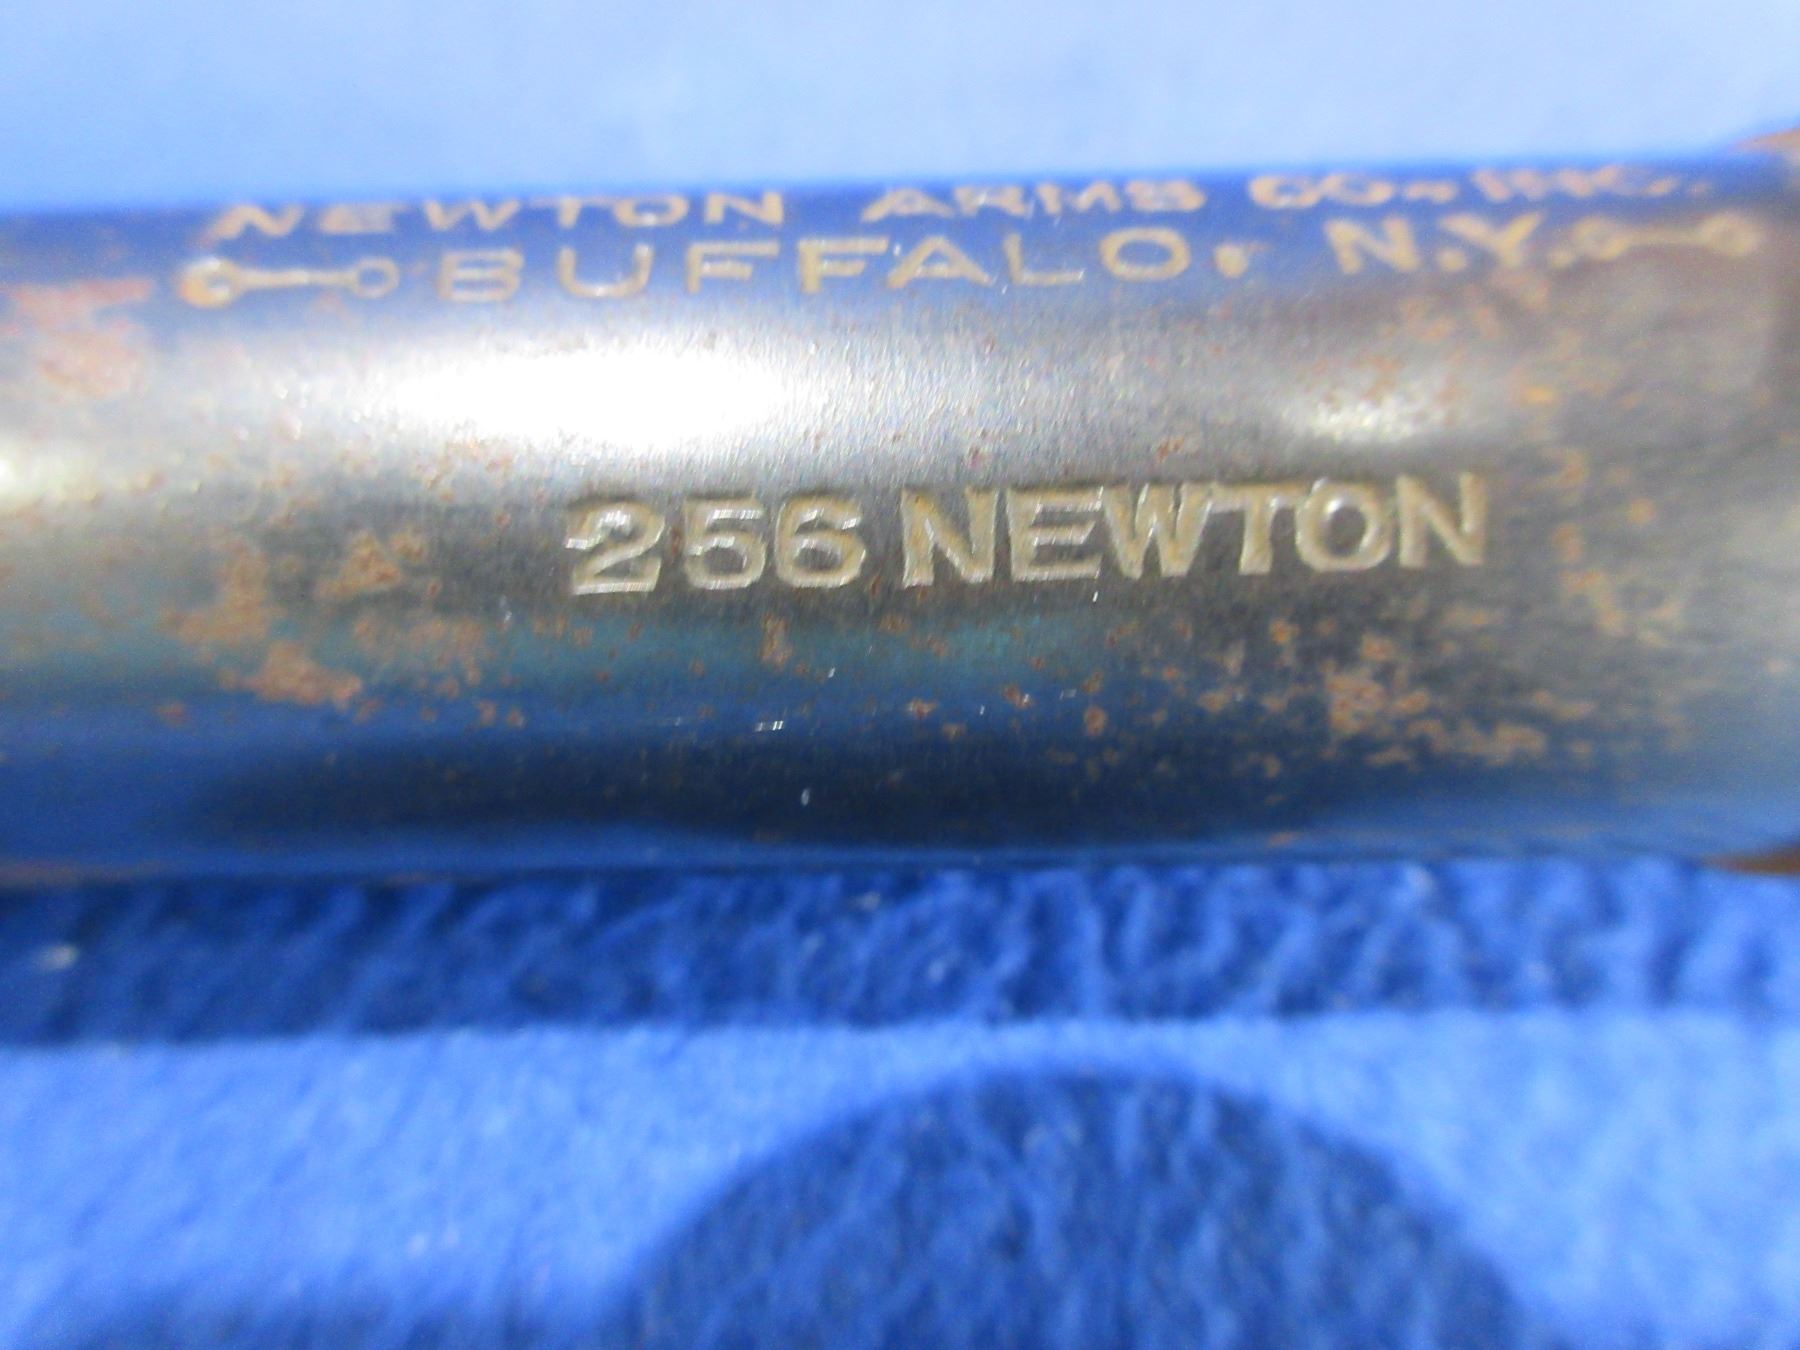 NEWTON ARMS CO., INC.
BUFFALO, N.Y.
256 NEWTON